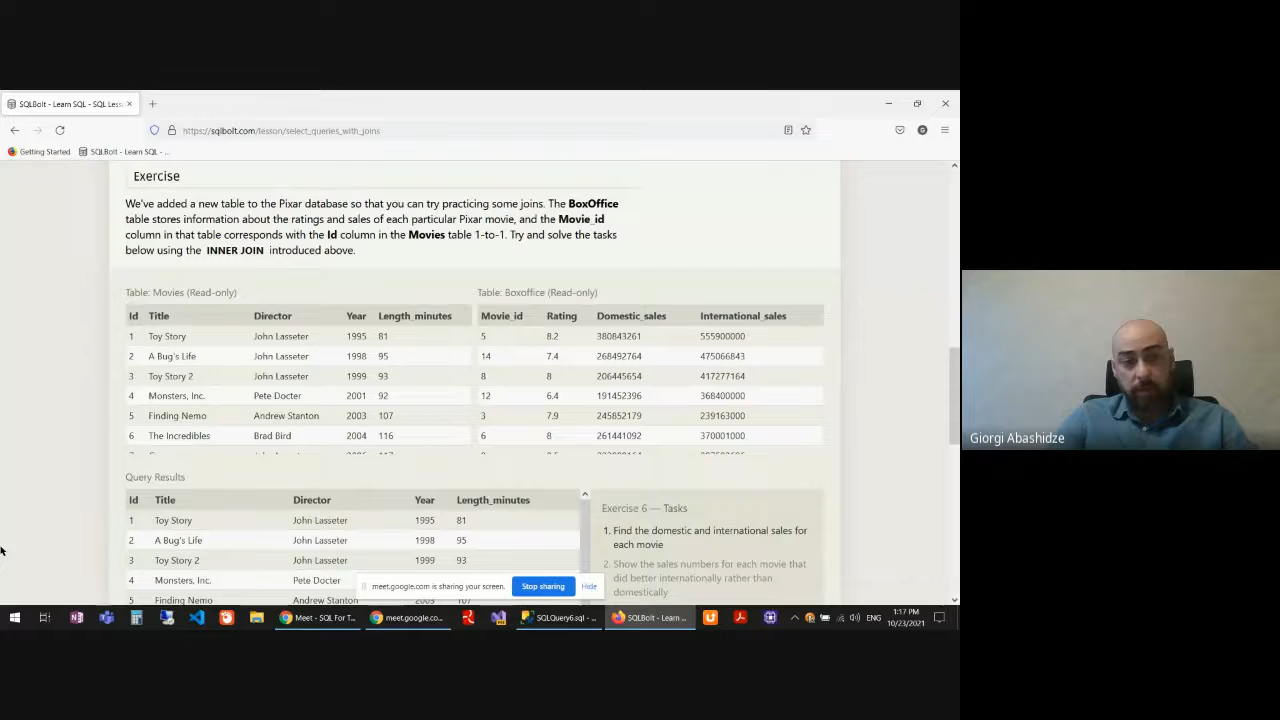 SQLBolt - Learn SQL - SQL Less
https://sqlbolt.com/lesson/select_queries_with_joins
Getting Started
SQLBolt - Learn SQL - ...
Exercise
We've added a new table to the Pixar database so that you can try practicing some joins. The BoxOffice
table stores information about the ratings and sales of each particular Pixar movie, and the Movie_id
column in that table corresponds with the Id column in the Movies table 1-to-1. Try and solve the tasks
below using the INNER JOIN introduced above.
Table: Movies (Read-only)
Id Title Director Year Length_minutes
1 Toy Story John Lasseter 1995 81
2 A Bug's Life John Lasseter 1998 95
3 Toy Story 2 John Lasseter 1999 93
4 Monsters, Inc. Pete Docter 2001 92
5 Finding Nemo Andrew Stanton 2003 107
6 The Incredibles Brad Bird 2004 116
Table: Boxoffice (Read-only)
Movie_id Rating Domestic_sales International_sales
5 8.2 380843261 555900000
14 7.4 268492764 475066843
8 8 206445654 417277164
12 6.4 191452396 368400000
3 7.9 245852179 239163000
6 8 261441092 370001000
Query Results
Id Title Director Year Length_minutes
1 Toy Story John Lasseter 1995 81
2 A Bug's Life John Lasseter 1998 95
3 Toy Story 2 John Lasseter 1999 93
4 Monsters, Inc. Pete Docter
5 Finding Nemo Andrew Stanton 2003 107
Exercise 6 — Tasks
1. Find the domestic and international sales for
each movie
2. Show the sales numbers for each movie that
did better internationally rather than
domestically
meet.google.com is sharing your screen.
Stop sharing
Hide
Meet - SQL For T...
meet.google.co...
SQLQuery6.sql - ...
SQLBolt - Learn ...
ENG
1:17 PM
10/23/2021
Giorgi Abashidze